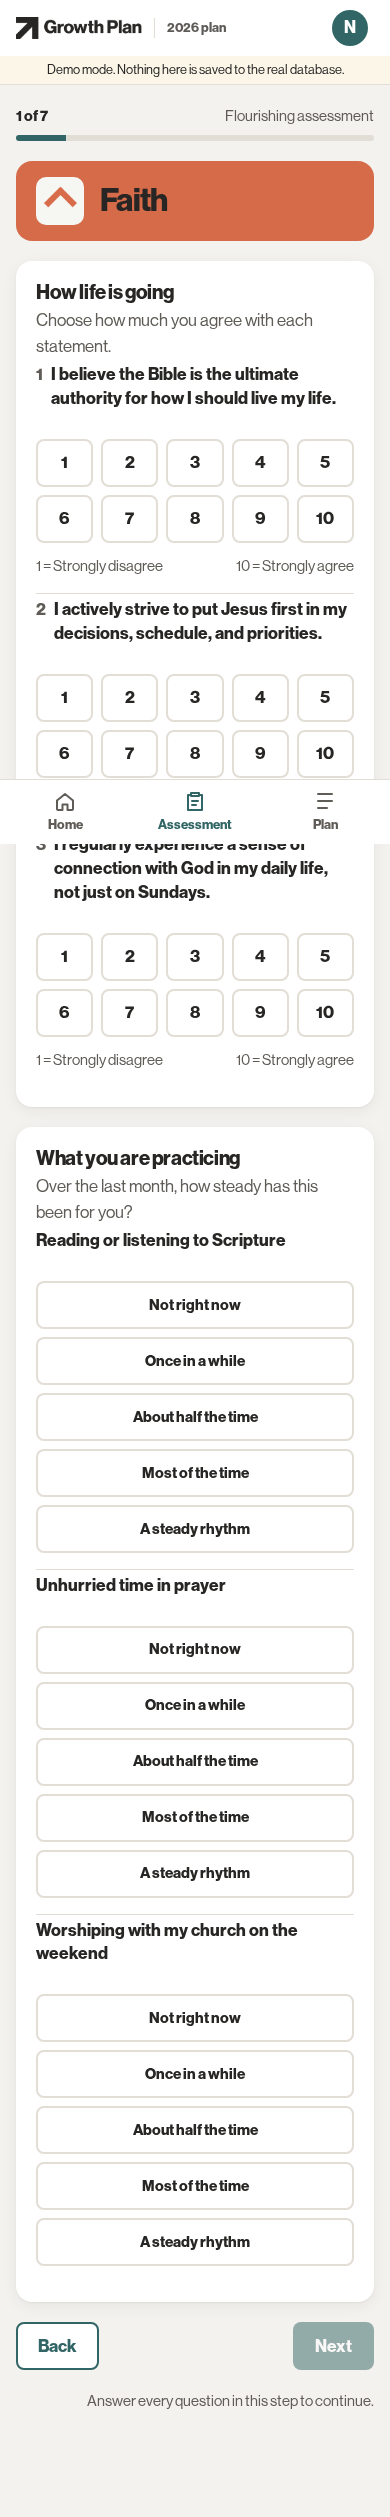 Growth Plan
2026 plan
N
Demo mode. Nothing here is saved to the real database.
1 of 7
Flourishing assessment
Faith
How life is going
Choose how much you agree with each
statement.
1 I believe the Bible is the ultimate
authority for how I should live my life.
1 2 3 4 5
6 7 8 9 10
1 = Strongly disagree
10 = Strongly agree
2 I actively strive to put Jesus first in my
decisions, schedule, and priorities.
1 2 3 4 5
6 7 8 9 10
Home
Assessment
Plan
3 I regularly experience a sense of
connection with God in my daily life,
not just on Sundays.
1 2 3 4 5
6 7 8 9 10
1 = Strongly disagree
10 = Strongly agree
What you are practicing
Over the last month, how steady has this
been for you?
Reading or listening to Scripture
Not right now
Once in a while
About half the time
Most of the time
A steady rhythm
Unhurried time in prayer
Not right now
Once in a while
About half the time
Most of the time
A steady rhythm
Worshiping with my church on the
weekend
Not right now
Once in a while
About half the time
Most of the time
A steady rhythm
Back
Next
Answer every question in this step to continue.